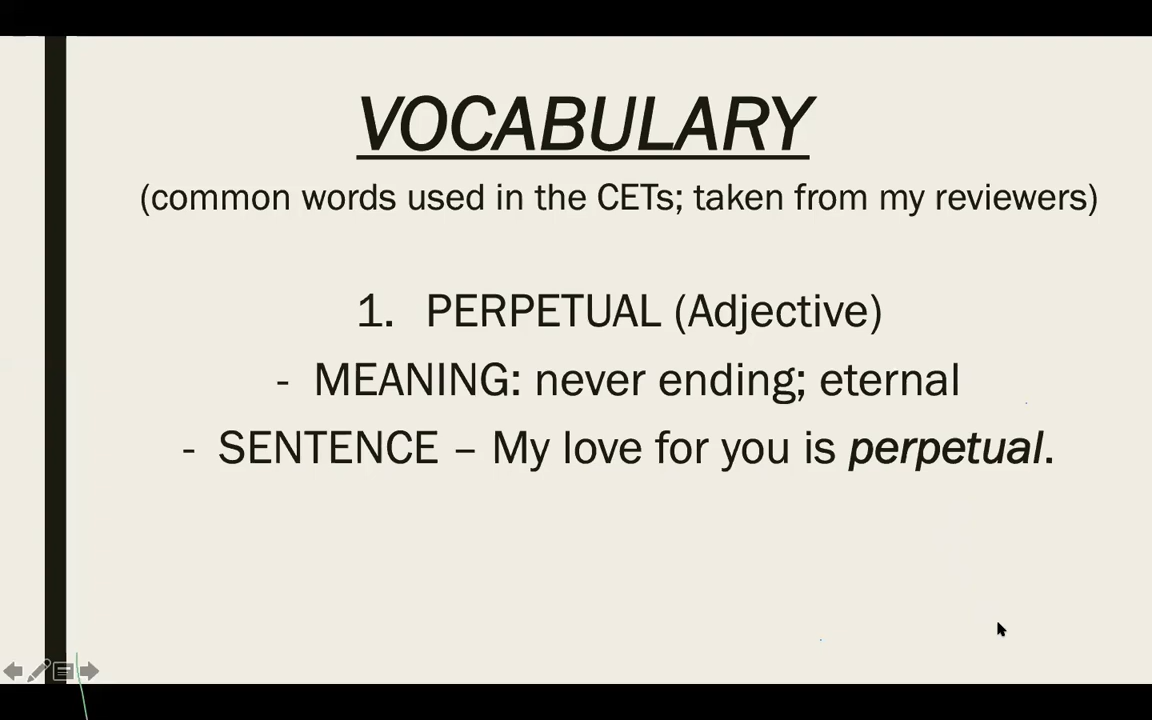 VOCABULARY
(common words used in the CETs; taken from my reviewers)
1. PERPETUAL (Adjective)
- MEANING: never ending; eternal
- SENTENCE – My love for you is perpetual.